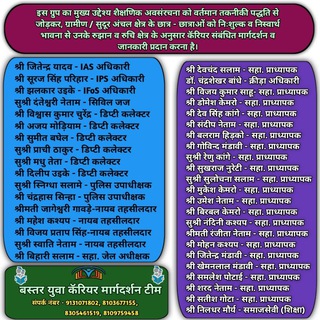 इस ग्रुप का मुख्य उद्देश्य शैक्षणिक अवसंरचना को वर्तमान तकनीकी पद्धति से
जोड़कर, ग्रामीण / सुदूर अंचल क्षेत्र के छात्र - छात्राओं को निःशुल्क व निस्वार्थ
भावना से उनके रुझान व रुचि क्षेत्र के अनुसार कॅरियर संबंधित मार्गदर्शन व
जानकारी प्रदान करना है।
श्री जितेन्द्र यादव - IAS अधिकारी
श्री सूरज सिंह परिहार - IPS अधिकारी
श्री झलकार उइके - IFoS अधिकारी
सुश्री दंतेश्वरी नेताम - सिविल जज
श्री विश्वास कुमार चुरेंद्र - डिप्टी कलेक्टर
श्री अजय मोड़ियाम - डिप्टी कलेक्टर
श्री सुमीत बघेल - डिप्टी कलेक्टर
सुश्री प्राची ठाकुर - डिप्टी कलेक्टर
सुश्री मधु तेता - डिप्टी कलेक्टर
श्री दिलीप उइके - डिप्टी कलेक्टर
सुश्री स्निग्धा सलामे - पुलिस उपाधीक्षक
श्री चंद्रहास सिन्हा - पुलिस उपाधीक्षक
श्रीमती जागेश्वरी गावड़े-नायब तहसीलदार
श्री महेश कश्यप - नायब तहसीलदार
श्री विजय प्रताप सिंह-नायब तहसीलदार
सुश्री स्वाति नेताम - नायब तहसीलदार
श्री बिहारी सलाम - सहा. जेल अधीक्षक
बस्तर युवा कॅरियर मार्गदर्शन टीम
संपर्क नंबर - 9131071802, 8103677155,
8305461519, 8109759458
श्री देवचंद सलाम - सहा. प्राध्यापक
डॉ. चंद्रशेखर बांधे - क्रीडा अधिकारी
श्री विजय कुमार साहू- सहा. प्राध्यापक
श्री डोमेश केमरो - सहा. प्राध्यापक
श्री देव सिंह कांगे - सहा. प्राध्यापक
श्री संदीप नेताम - सहा. प्राध्यापक
श्री बलराम हिड़को - सहा. प्राध्यापक
श्री गोविन्द मंडावी - सहा. प्राध्यापक
सुश्री रेणु कांगे - सहा. प्राध्यापक
श्री सुखराज नुरेटी - सहा. प्राध्यापक
सुश्री सुलोचना सलाम - सहा. प्राध्यापक
श्री मुकेश केमरो - सहा. प्राध्यापक
श्री उमेश नेताम - सहा. प्राध्यापक
श्री बिरबल केमरो - सहा. प्राध्यापक
सुश्री नंदिनी कश्यप - सहा. प्राध्यापक
श्रीमती रंजीता नेताम - सहा. प्राध्यापक
श्री मोहन कश्यप - सहा. प्राध्यापक
श्री जितेन्द्र मंडावी - सहा. प्राध्यापक
श्री खेमनलाल मंडावी - सहा. प्राध्यापक
श्री समलेश पोटाई - सहा. प्राध्यापक
श्री शरद नेताम - सहा. प्राध्यापक
श्री सतीश गोटा - सहा. प्राध्यापक
श्री निलधर मौर्य - समाजसेवी (शिक्षा)